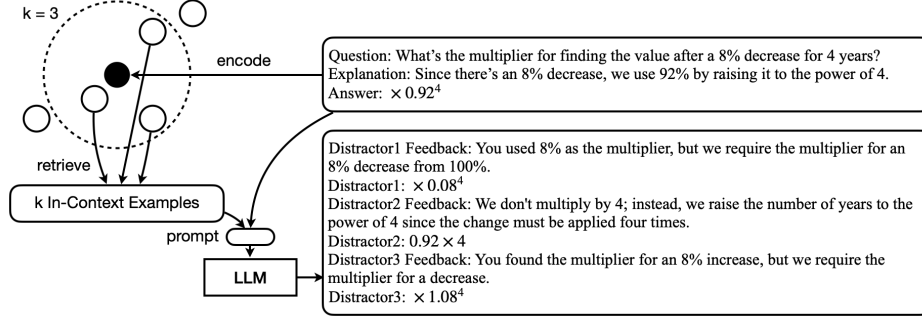 k = 3
encode
Question: What's the multiplier for finding the value after a 8% decrease for 4 years?
Explanation: Since there's an 8% decrease, we use 92% by raising it to the power of 4.
Answer: × 0.92⁴
retrieve
k In-Context Examples
prompt
LLM
Distractor1 Feedback: You used 8% as the multiplier, but we require the multiplier for an
8% decrease from 100%.
Distractor1: × 0.08⁴
Distractor2 Feedback: We don't multiply by 4; instead, we raise the number of years to the
power of 4 since the change must be applied four times.
Distractor2: 0.92 × 4
Distractor3 Feedback: You found the multiplier for an 8% increase, but we require the
multiplier for a decrease.
Distractor3: × 1.08⁴